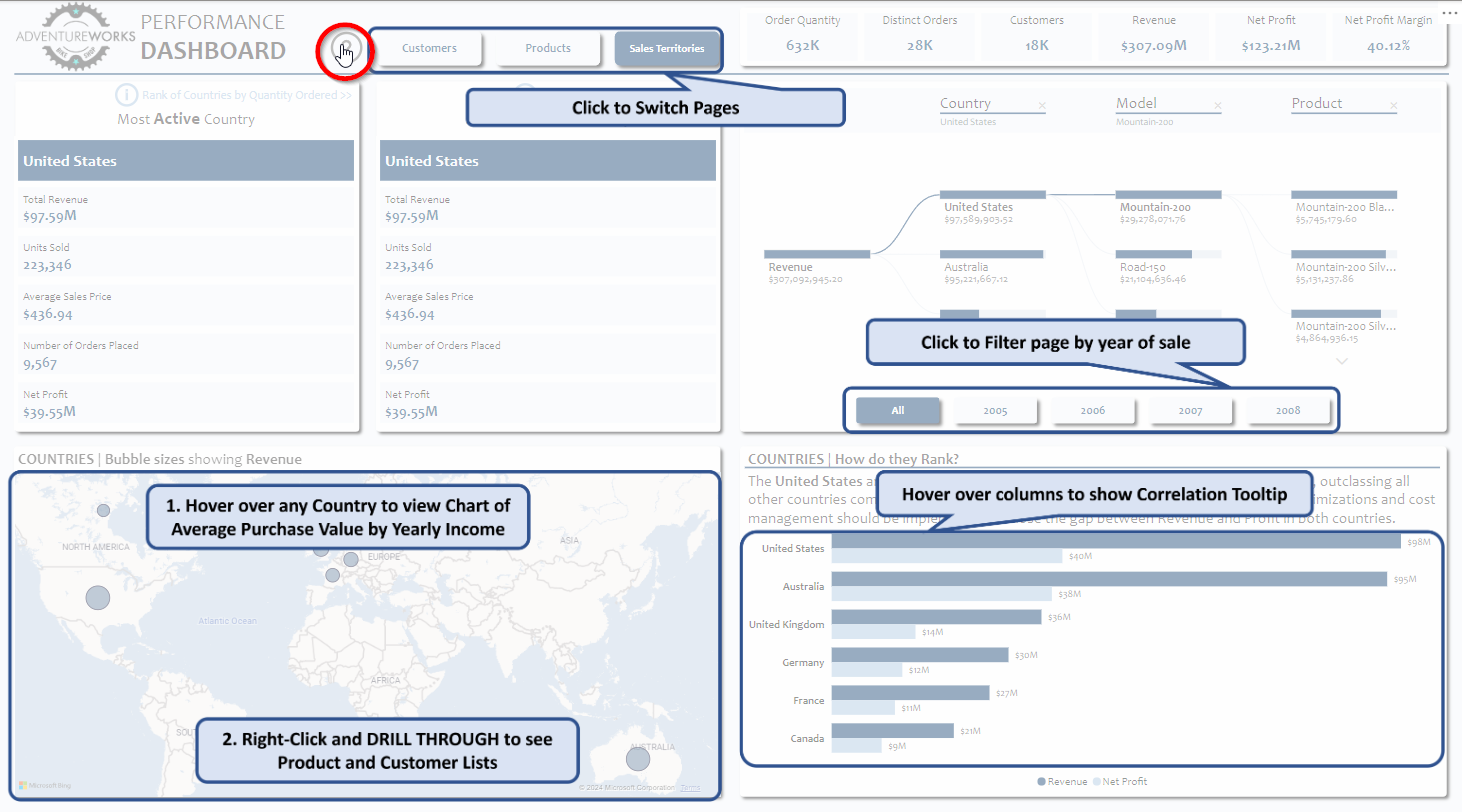 ADVENTUREWORKS
BIKE SHOP
PERFORMANCE
DASHBOARD
Customers
Products
Sales Territories
Order Quantity
632K
Distinct Orders
28K
Customers
18K
Revenue
$307.09M
Net Profit
$123.21M
Net Profit Margin
40.12%
Click to Switch Pages
Rank of Countries by Quantity Ordered >>
Most Active Country
United States
Total Revenue
$97.59M
Units Sold
223,346
Average Sales Price
$436.94
Number of Orders Placed
9,567
Net Profit
$39.55M
United States
Total Revenue
$97.59M
Units Sold
223,346
Average Sales Price
$436.94
Number of Orders Placed
9,567
Net Profit
$39.55M
Country
United States
Model
Mountain-200
Product
Revenue
$307,092,945.20
United States
$97,589,903.52
Australia
$95,221,667.12
Mountain-200
$29,278,071.76
Road-150
$21,104,636.46
Mountain-200 Bla...
$5,745,179.60
Mountain-200 Silv...
$5,131,237.86
Mountain-200 Silv...
$4,864,936.15
Click to Filter page by year of sale
All
2005
2006
2007
2008
COUNTRIES | Bubble sizes showing Revenue
1. Hover over any Country to view Chart of
Average Purchase Value by Yearly Income
NORTH AMERICA
EUROPE
ASIA
Atlantic Ocean
AFRICA
SOU
AUSTRALIA
2. Right-Click and DRILL THROUGH to see
Product and Customer Lists
Microsoft Bing
© 2024 Microsoft Corporation Terms
COUNTRIES | How do they Rank?
The United States a , outclassing all
other countries com imizations and cost
management should be imple se the gap between Revenue and Profit in both countries.
Hover over columns to show Correlation Tooltip
United States
$98M
$40M
Australia
$95M
$38M
United Kingdom
$36M
$14M
Germany
$30M
$12M
France
$27M
$11M
Canada
$21M
$9M
Revenue
Net Profit